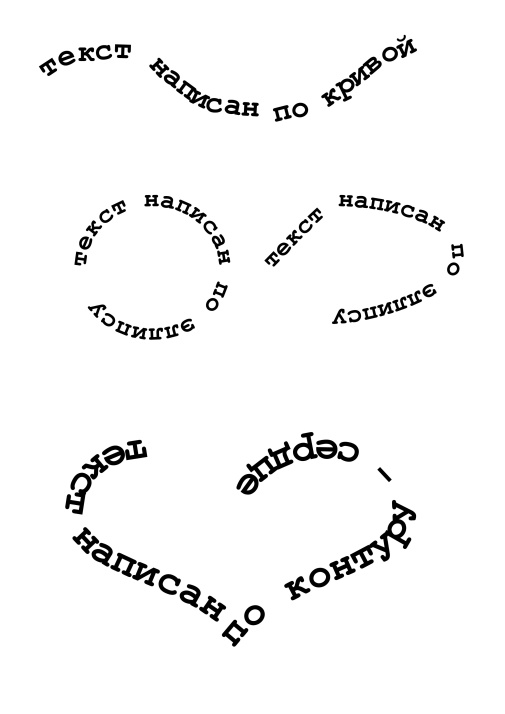 текст написан по кривой
текст написан по эллипсу
текст написан по эллипсу
текст написан по контуру - сердце